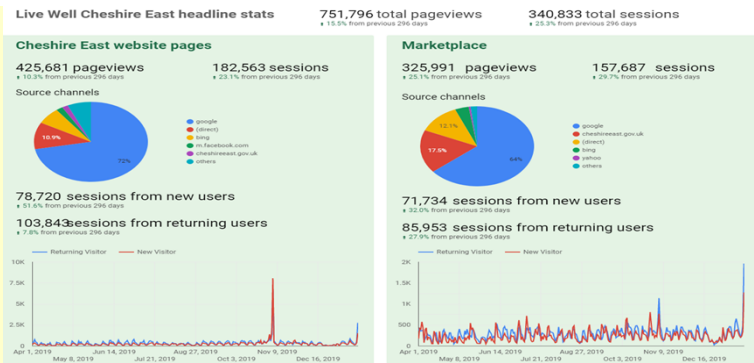 Live Well Cheshire East headline stats 751,796 total pageviews 340,833 total sessions
15.5% from previous 296 days 25.3% from previous 296 days
Cheshire East website pages
425,681 pageviews 182,563 sessions
10.3% from previous 296 days 23.1% from previous 296 days
Source channels
google
(direct)
bing
m.facebook.com
cheshireeast.gov.uk
others
10.9%
72%
78,720 sessions from new users
51.6% from previous 296 days
103,843sessions from returning users
7.8% from previous 296 days
Returning Visitor New Visitor
10K
7.5K
5K
2.5K
0
Apr 1, 2019 Jun 14, 2019 Aug 27, 2019 Nov 9, 2019
May 8, 2019 Jul 21, 2019 Oct 3, 2019 Dec 16, 2019
Marketplace
325,991 pageviews 157,687 sessions
25.1% from previous 296 days 29.7% from previous 296 days
Source channels
google
cheshireeast.gov.uk
(direct)
bing
yahoo
others
12.1%
17.5%
64%
71,734 sessions from new users
32.0% from previous 296 days
85,953 sessions from returning users
27.9% from previous 296 days
Returning Visitor New Visitor
2K
1.5K
1K
500
0
Apr 1, 2019 Jun 14, 2019 Aug 27, 2019 Nov 9, 2019
May 8, 2019 Jul 21, 2019 Oct 3, 2019 Dec 16, 2019